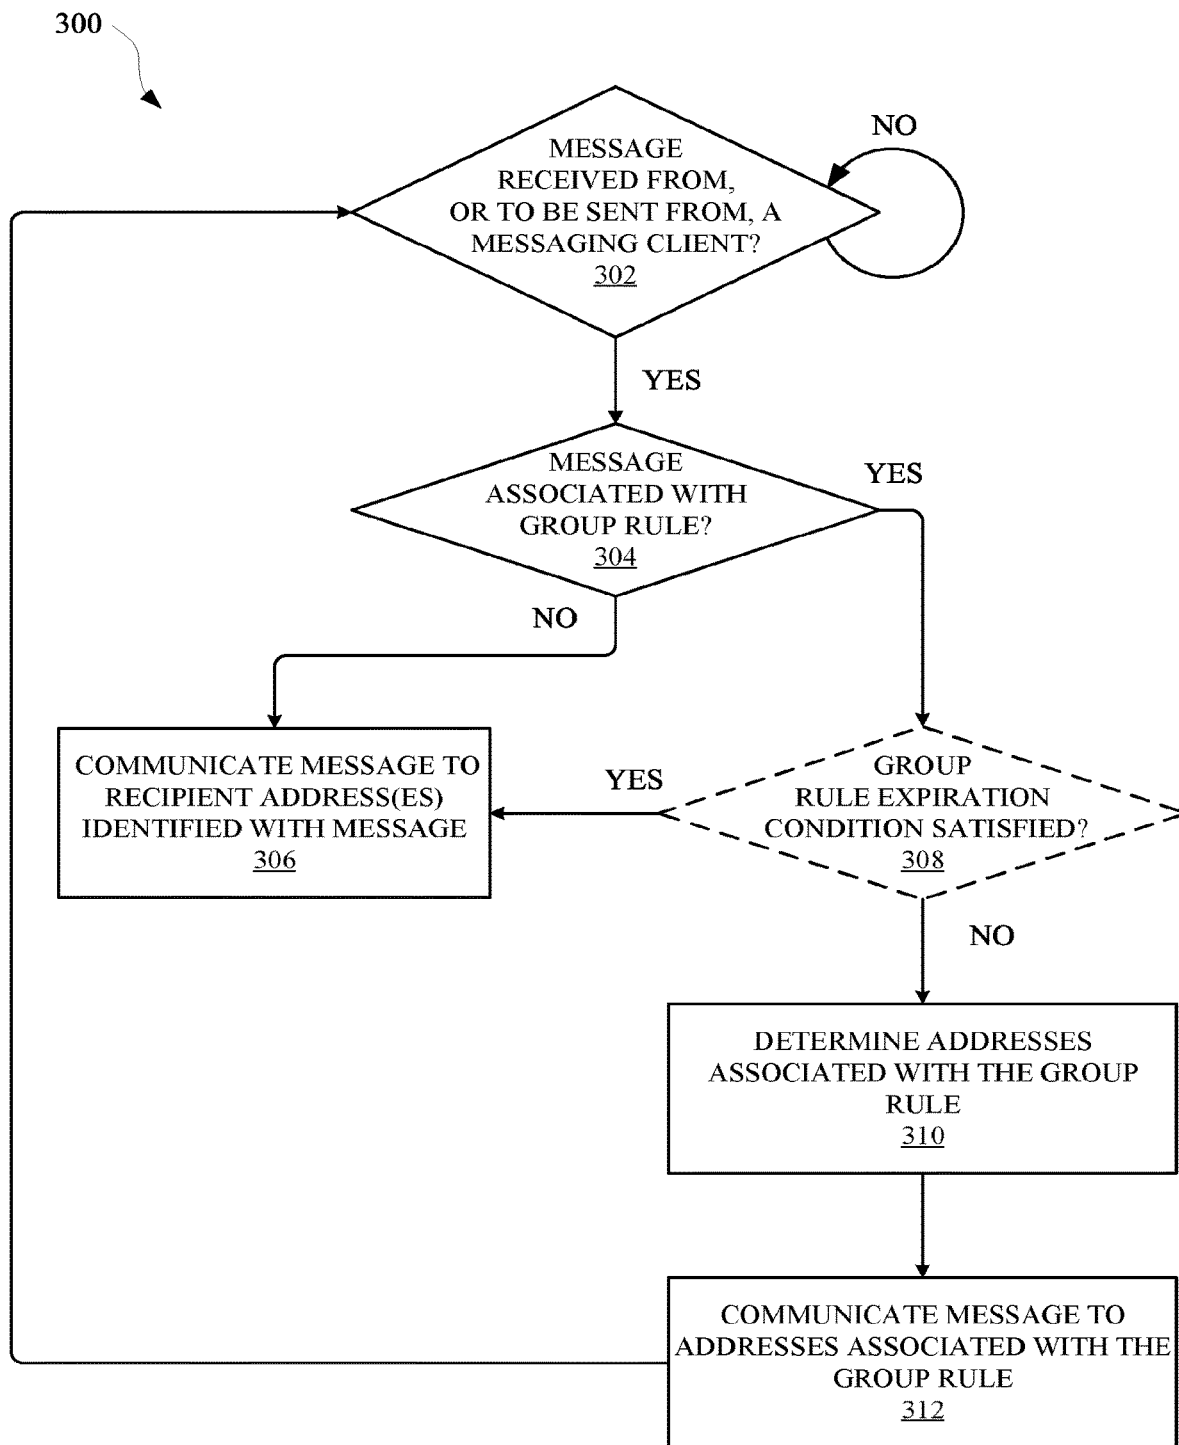 300
MESSAGE
RECEIVED FROM,
OR TO BE SENT FROM, A
MESSAGING CLIENT?
302
NO
YES
MESSAGE
ASSOCIATED WITH
GROUP RULE?
304
YES
NO
COMMUNICATE MESSAGE TO
RECIPIENT ADDRESS(ES)
IDENTIFIED WITH MESSAGE
306
YES
GROUP
RULE EXPIRATION
CONDITION SATISFIED?
308
NO
DETERMINE ADDRESSES
ASSOCIATED WITH THE GROUP
RULE
310
COMMUNICATE MESSAGE TO
ADDRESSES ASSOCIATED WITH THE
GROUP RULE
312